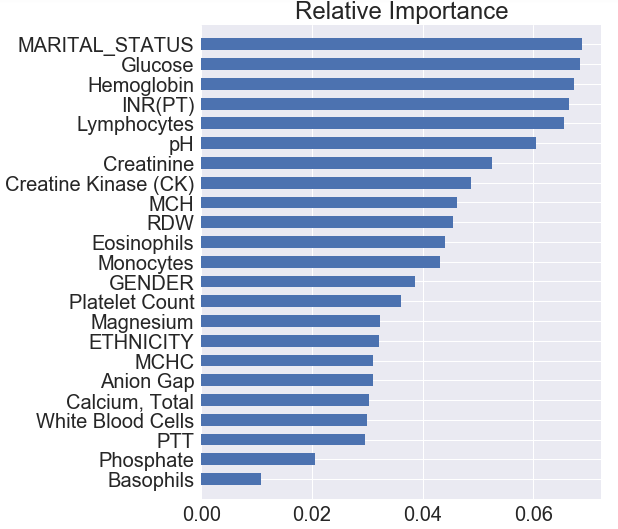 Relative Importance
MARITAL_STATUS
Glucose
Hemoglobin
INR(PT)
Lymphocytes
pH
Creatinine
Creatine Kinase (CK)
MCH
RDW
Eosinophils
Monocytes
GENDER
Platelet Count
Magnesium
ETHNICITY
MCHC
Anion Gap
Calcium, Total
White Blood Cells
PTT
Phosphate
Basophils
0.00 0.02 0.04 0.06